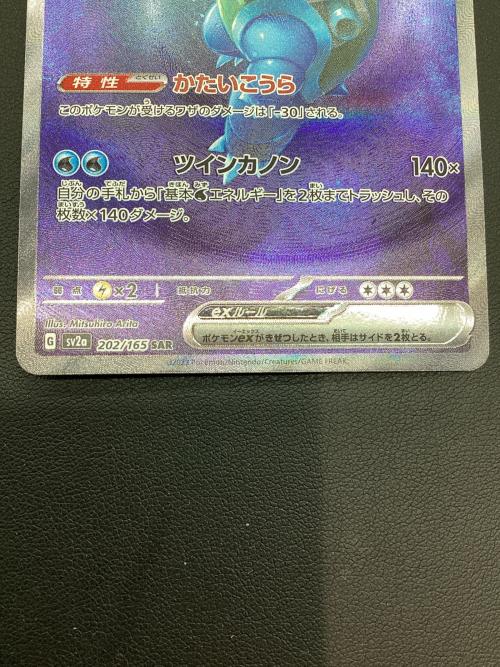 特性 とくせい かたいこうら
このポケモンが受けるワザのダメージは「-30」される。
ツインカノン 140×
自分の手札から「基本エネルギー」を2枚までトラッシュし、その
枚数×140ダメージ。
弱点 ×2 抵抗力 にげる
Illus. Mitsuhiro Arita
exルール
ポケモンexがきぜつしたとき、相手はサイドを2枚とる。
G sv2a 202/165 SAR
©2023 Pokémon/Nintendo/Creatures/GAME FREAK.